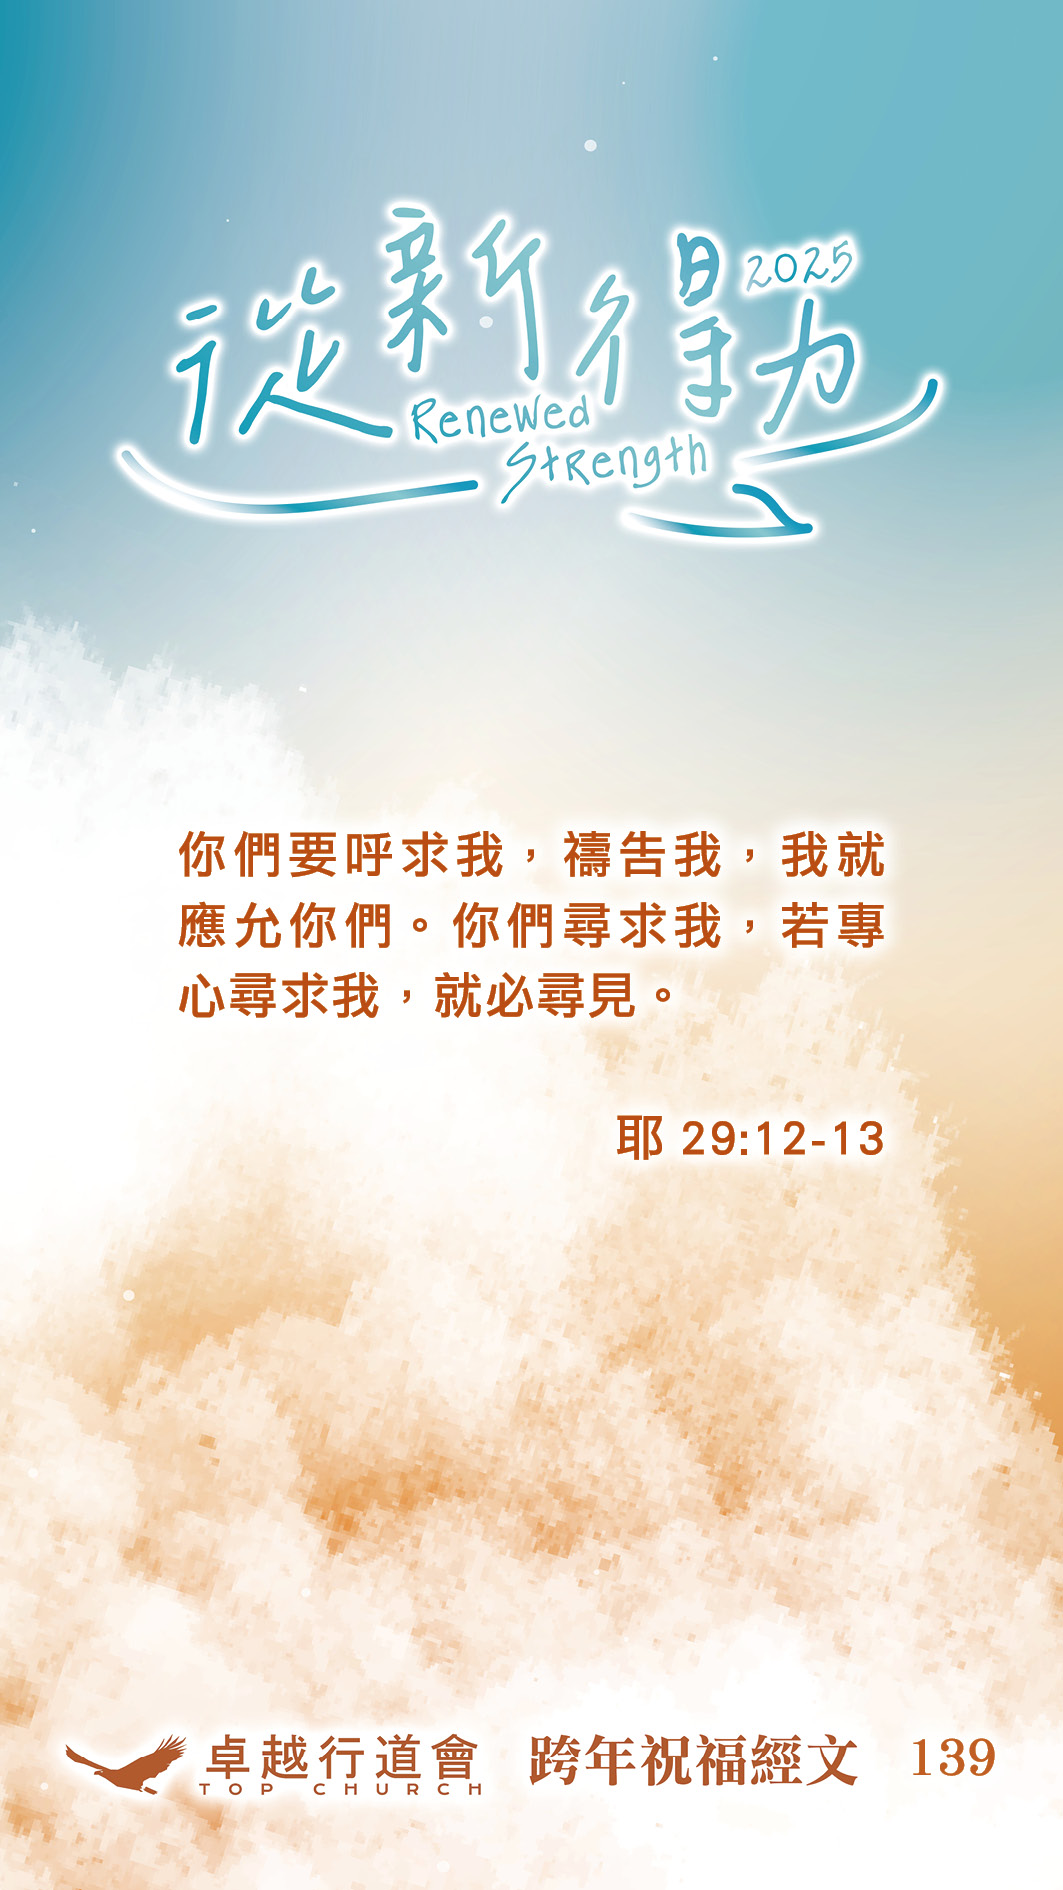 從新得力 2025
Renewed
Strength
你們要呼求我，禱告我，我就
應允你們。你們尋求我，若專
心尋求我，就必尋見。
耶 29:12-13
卓越行道會 跨年祝福經文 139
TOP CHURCH